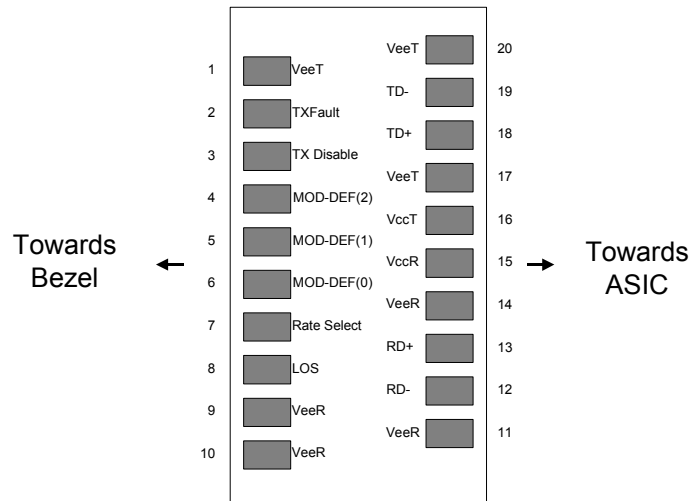 VeeT 20
1 VeeT
TD- 19
2 TXFault
TD+ 18
3 TX Disable
VeeT 17
4 MOD-DEF(2)
VccT 16
5 MOD-DEF(1)
Towards
Bezel
VccR 15
Towards
ASIC
6 MOD-DEF(0)
VeeR 14
7 Rate Select
RD+ 13
8 LOS
RD- 12
9 VeeR
VeeR 11
10 VeeR